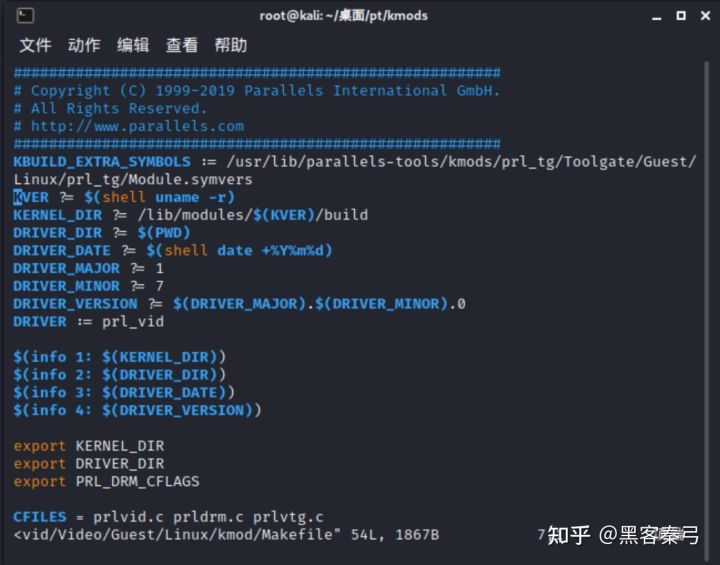 root@kali: ~/桌面/pt/kmods
文件 动作 编辑 查看 帮助
#######################################################
# Copyright (C) 1999-2019 Parallels International GmbH.
# All Rights Reserved.
# http://www.parallels.com
#######################################################
KBUILD_EXTRA_SYMBOLS := /usr/lib/parallels-tools/kmods/prl_tg/Toolgate/Guest/
Linux/prl_tg/Module.symvers
KVER ?= $(shell uname -r)
KERNEL_DIR ?= /lib/modules/$(KVER)/build
DRIVER_DIR ?= $(PWD)
DRIVER_DATE ?= $(shell date +%Y%m%d)
DRIVER_MAJOR ?= 1
DRIVER_MINOR ?= 7
DRIVER_VERSION ?= $(DRIVER_MAJOR).$(DRIVER_MINOR).0
DRIVER := prl_vid
$(info 1: $(KERNEL_DIR))
$(info 2: $(DRIVER_DIR))
$(info 3: $(DRIVER_DATE))
$(info 4: $(DRIVER_VERSION))
export KERNEL_DIR
export DRIVER_DIR
export PRL_DRM_CFLAGS
CFILES = prlvid.c prldrm.c prlvtg.c
<vid/Video/Guest/Linux/kmod/Makefile" 54L, 1867B 7
知乎 @黑客秦弓